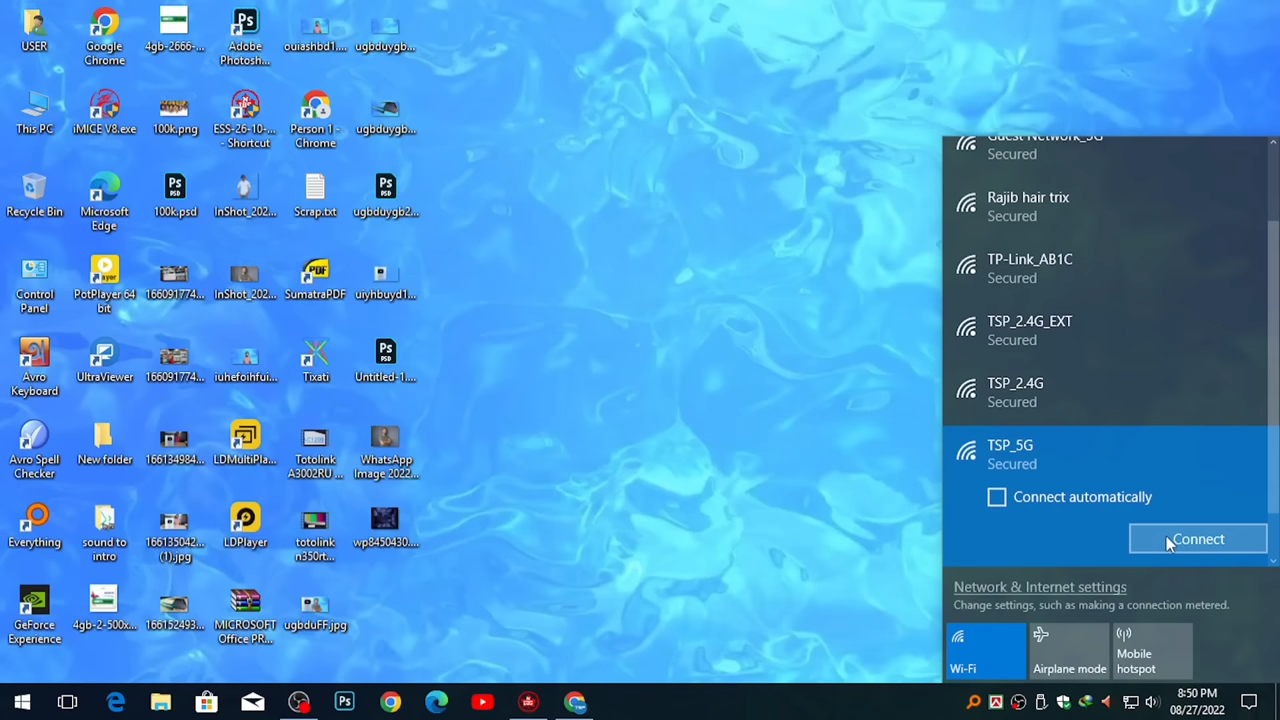 USER
Google
Chrome
4gb-2666-...
Adobe
Photosh...
ouiashbd1....
ugbduygb...
This PC
iMICE V8.exe
100k.png
ESS-26-10-...
- Shortcut
Person 1 -
Chrome
ugbduygb...
Recycle Bin
Microsoft
Edge
100k.psd
InShot_202...
Scrap.txt
ugbduygb2...
Control
Panel
PotPlayer 64
bit
166091774...
InShot_202...
SumatraPDF
uiyhbuyd1...
Avro
Keyboard
UltraViewer
166091774...
iuhefoihfui...
Tixati
Untitled-1....
Avro Spell
Checker
New folder
166134984...
LDMultiPla...
Totolink
A3002RU ...
WhatsApp
Image 2022...
Everything
sound to
intro
166135042...
(1).jpg
LDPlayer
totolink
n350rt...
wp8450430....
GeForce
Experience
4gb-2-500x...
166152493...
MICROSOFT
Office PR...
ugbduFF.jpg
Guest Network_5G
Secured
Rajib hair trix
Secured
TP-Link_AB1C
Secured
TSP_2.4G_EXT
Secured
TSP_2.4G
Secured
TSP_5G
Secured
Connect automatically
Connect
Network & Internet settings
Change settings, such as making a connection metered.
Wi-Fi
Airplane mode
Mobile
hotspot
8:50 PM
08/27/2022